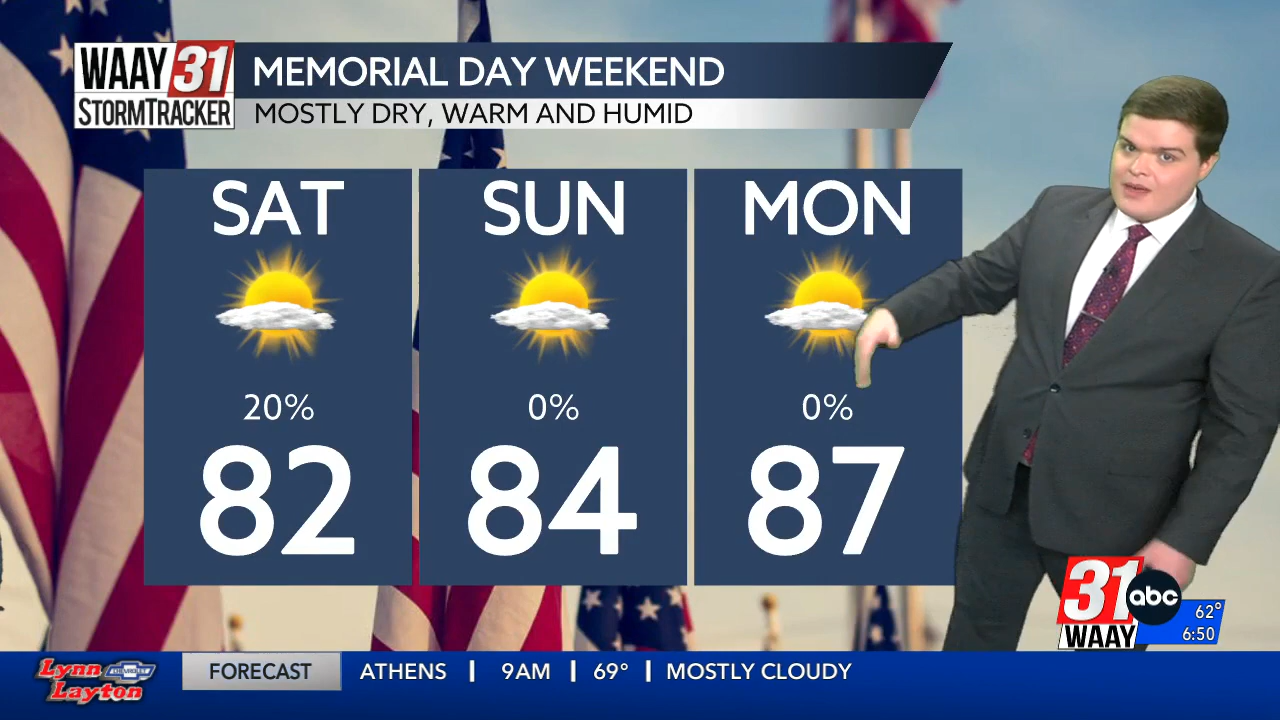 WAAY 31
STORMTRACKER
MEMORIAL DAY WEEKEND
MOSTLY DRY, WARM AND HUMID
SAT
20%
82
SUN
0%
84
MON
0%
87
31
abc
WAAY
62°
6:50
Lynn
CHEVROLET
Layton
FORECAST
ATHENS | 9AM | 69° | MOSTLY CLOUDY